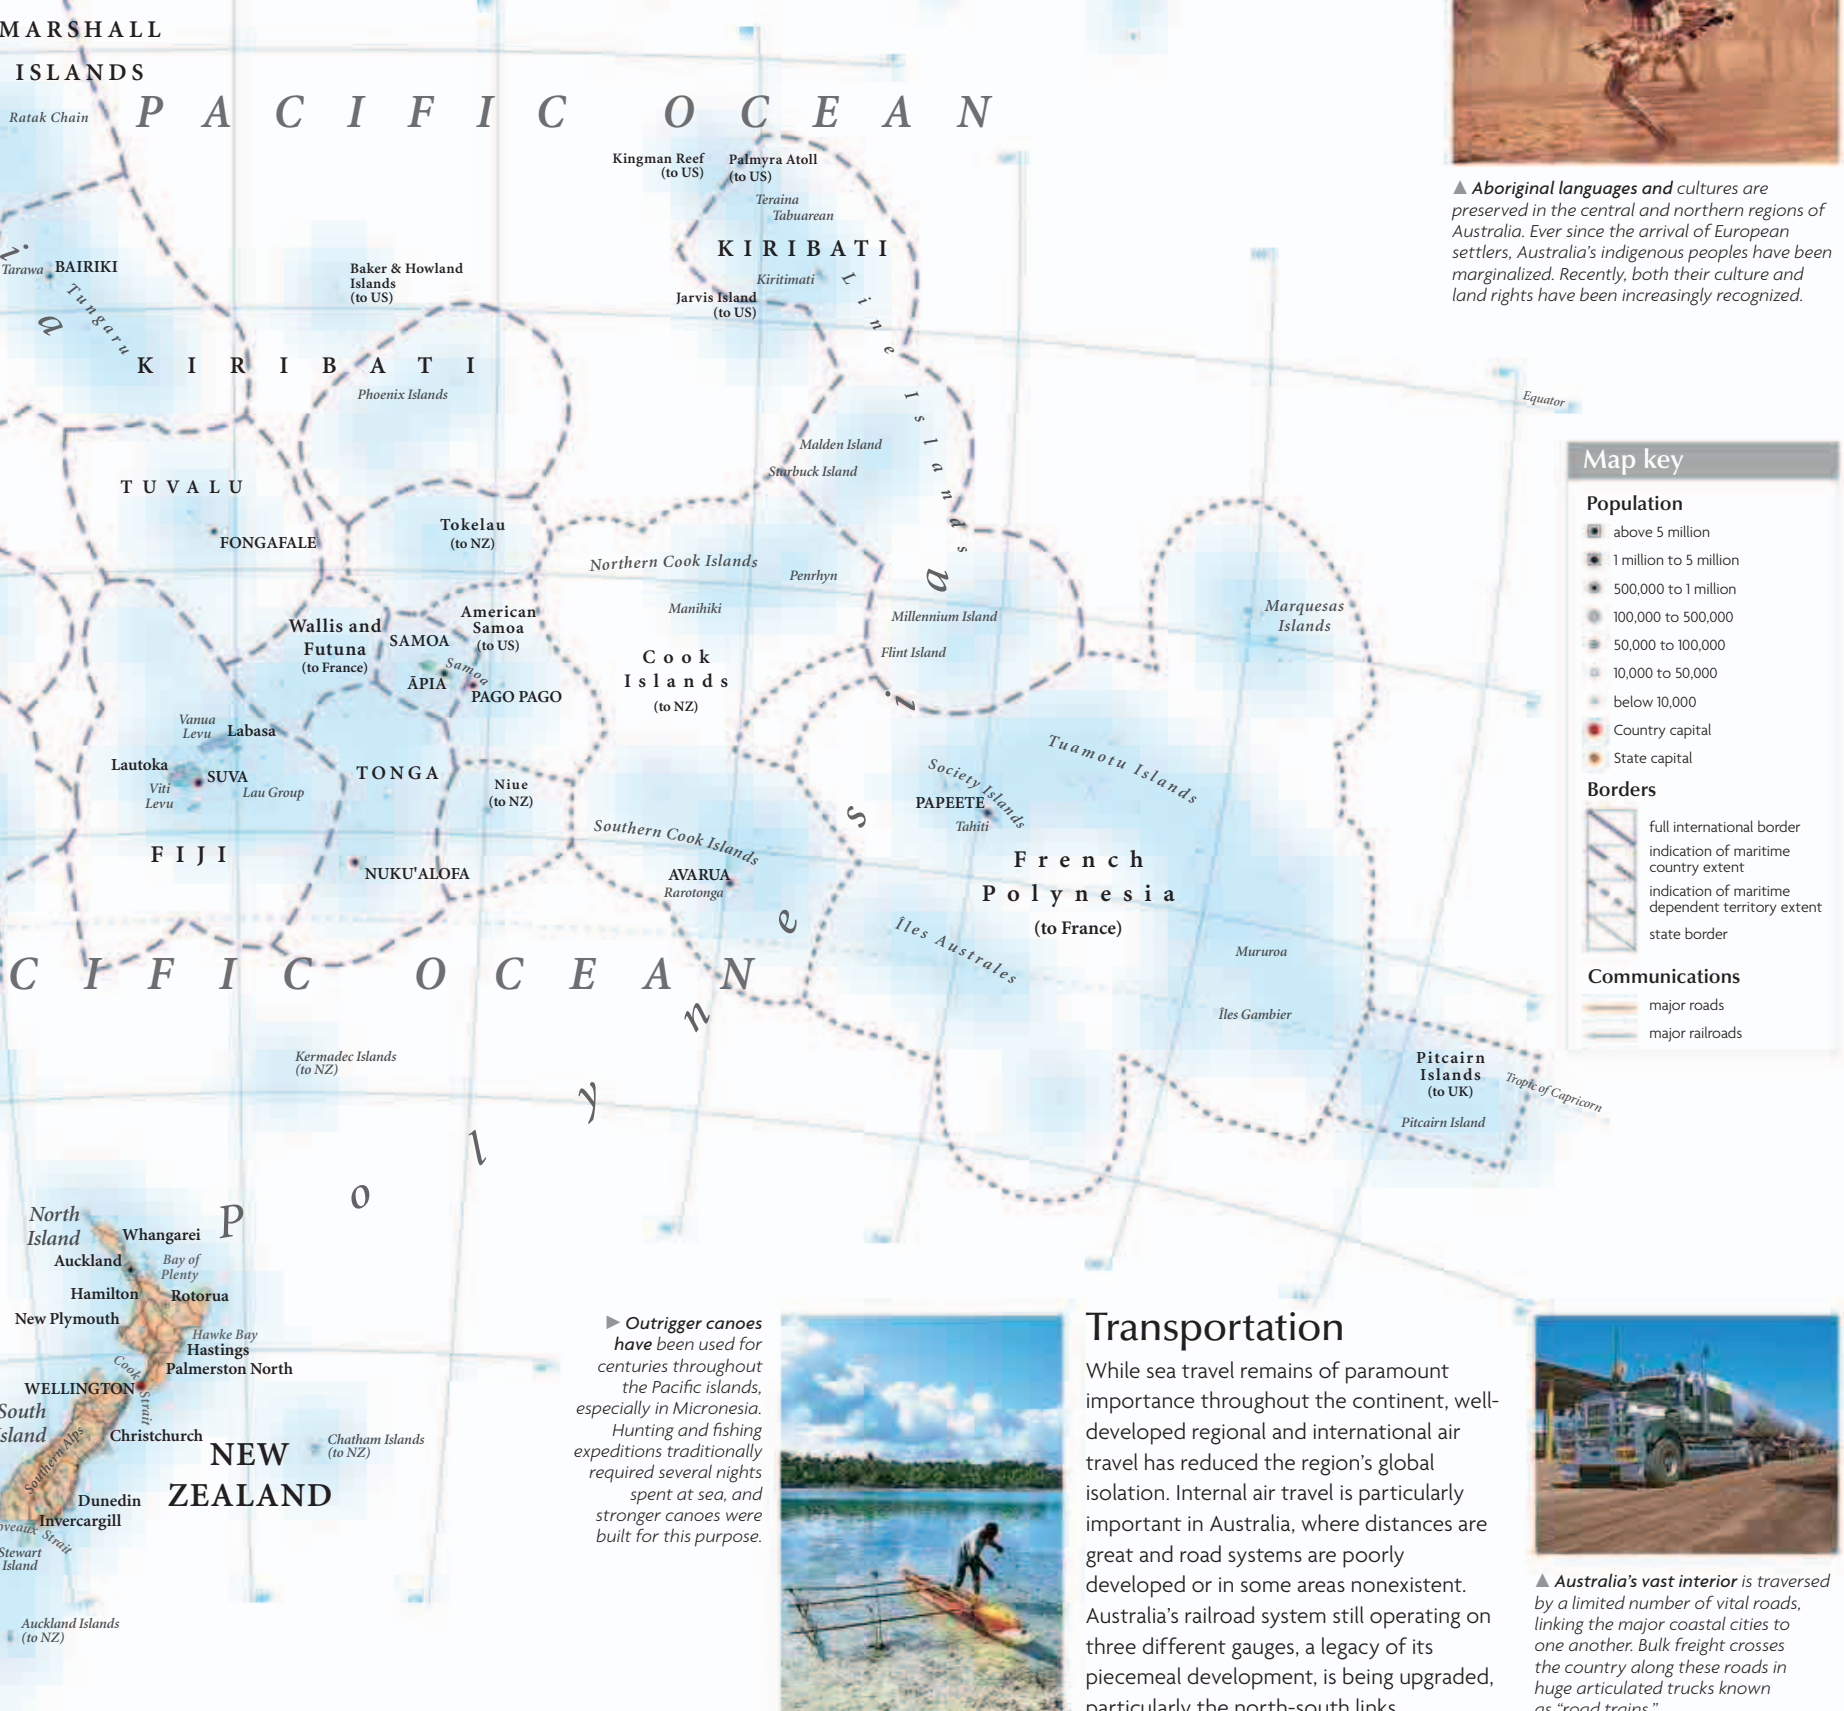 MARSHALL
ISLANDS
Ratak Chain
PACIFIC OCEAN
Kingman Reef
(to US)
Palmyra Atoll
(to US)
Teraina
Tabuaeran
KIRIBATI
Kiritimati
Line Islands
Jarvis Island
(to US)
Tarawa
BAIRIKI
Tungaru
Baker & Howland
Islands
(to US)
KIRIBATI
Phoenix Islands
Equator
Malden Island
Starbuck Island
TUVALU
FONGAFALE
Tokelau
(to NZ)
Northern Cook Islands
Penrhyn
Manihiki
Millennium Island
Flint Island
Marquesas
Islands
Wallis and
Futuna
(to France)
SAMOA
American
Samoa
(to US)
Samoa
ĀPIA
PAGO PAGO
Cook
Islands
(to NZ)
Vanua
Levu
Labasa
Lautoka
SUVA
Viti
Levu
Lau Group
TONGA
Niue
(to NZ)
FIJI
NUKU'ALOFA
Southern Cook Islands
AVARUA
Rarotonga
Tuamotu Islands
Society Islands
PAPEETE
Tahiti
French
Polynesia
(to France)
Îles Australes
Mururoa
Îles Gambier
Pitcairn
Islands
(to UK)
Pitcairn Island
Tropic of Capricorn
CIFIC OCEAN
Polynesia
Kermadec Islands
(to NZ)
North
Island
Whangarei
Auckland
Bay of
Plenty
Hamilton
Rotorua
New Plymouth
Hawke Bay
Hastings
Palmerston North
Cook Strait
WELLINGTON
South
Island
Christchurch
Southern Alps
NEW
ZEALAND
Chatham Islands
(to NZ)
Dunedin
Invercargill
oveaux Strait
Stewart
Island
Auckland Islands
(to NZ)
▲ Aboriginal languages and cultures are
preserved in the central and northern regions of
Australia. Ever since the arrival of European
settlers, Australia's indigenous peoples have been
marginalized. Recently, both their culture and
land rights have been increasingly recognized.
Map key
Population
above 5 million
1 million to 5 million
500,000 to 1 million
100,000 to 500,000
50,000 to 100,000
10,000 to 50,000
below 10,000
Country capital
State capital
Borders
full international border
indication of maritime
country extent
indication of maritime
dependent territory extent
state border
Communications
major roads
major railroads
▶ Outrigger canoes
have been used for
centuries throughout
the Pacific islands,
especially in Micronesia.
Hunting and fishing
expeditions traditionally
required several nights
spent at sea, and
stronger canoes were
built for this purpose.
Transportation
While sea travel remains of paramount
importance throughout the continent, well-
developed regional and international air
travel has reduced the region's global
isolation. Internal air travel is particularly
important in Australia, where distances are
great and road systems are poorly
developed or in some areas nonexistent.
Australia's railroad system still operating on
three different gauges, a legacy of its
piecemeal development, is being upgraded,
particularly the north-south links
▲ Australia's vast interior is traversed
by a limited number of vital roads,
linking the major coastal cities to
one another. Bulk freight crosses
the country along these roads in
huge articulated trucks known
as "road trains."